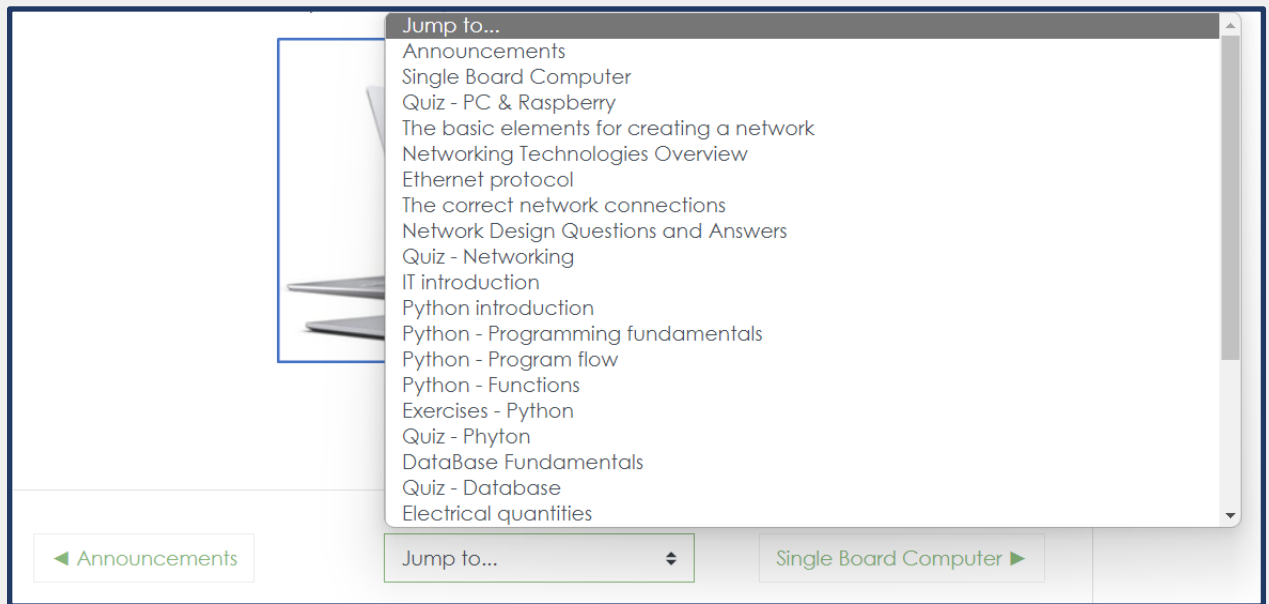 Jump to...
Announcements
Single Board Computer
Quiz - PC & Raspberry
The basic elements for creating a network
Networking Technologies Overview
Ethernet protocol
The correct network connections
Network Design Questions and Answers
Quiz - Networking
IT introduction
Python introduction
Python - Programming fundamentals
Python - Program flow
Python - Functions
Exercises - Python
Quiz - Phyton
DataBase Fundamentals
Quiz - Database
Electrical quantities
◄ Announcements
Jump to...
Single Board Computer ►